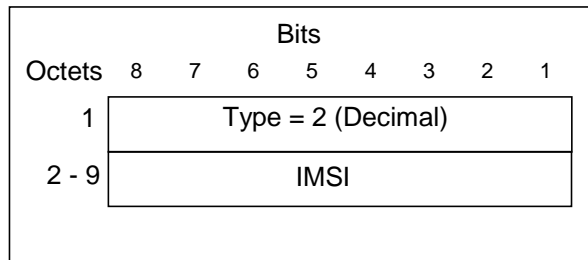 Bits
Octets 8 7 6 5 4 3 2 1
1 Type = 2 (Decimal)
2 - 9 IMSI